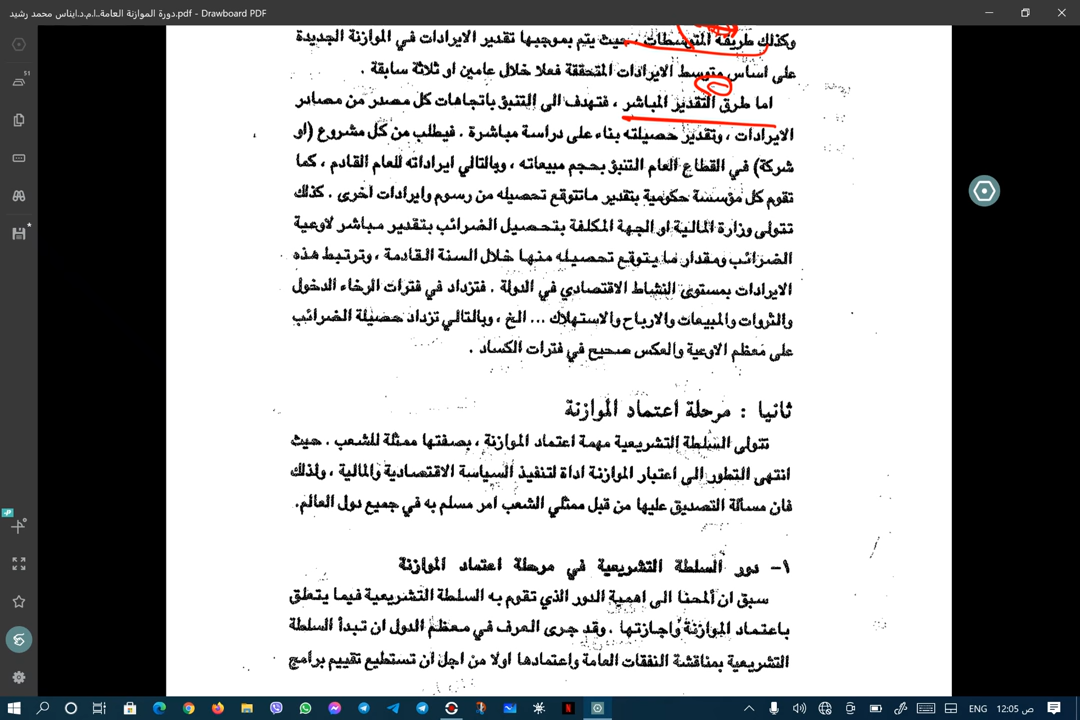 دورة الموازنة العامة..ا.م.د.ايناس محمد رشيد.pdf - Drawboard PDF
51
وكذلك طريقة المتوسطات ، حيث يتم بموجبها تقدير الايرادات في الموازنة الجديدة
على اساس متوسط الايرادات المتحققة فعلا خلال عامين او ثلاثة سابقة .
اما طرق التقدير المباشر ، فتهدف الى التنبؤ باتجاهات كل مصدر من مصادر
الايرادات ، وتقدير حصيلته بناء على دراسة مباشرة . فيطلب من كل مشروع (او
شركة) في القطاع العام التنبؤ بحجم مبيعاته ، وبالتالي ايراداته للعام القادم ، كما
تقوم كل مؤسسة حكومية بتقدير ماتتوقع تحصيله من رسوم وايرادات اخرى . كذلك
تتولى وزارة المالية او الجهة المكلفة بتحصيل الضرائب بتقدير مباشر لاوعية
الضرائب ومقدار ما يتوقع تحصيله منها خلال السنة القادمة ، وترتبط هذه
الايرادات بمستوى النشاط الاقتصادي في الدولة . فتزداد في فترات الرخاء الدخول
والثروات والمبيعات والارباح والاستهلاك ... الخ ، وبالتالي تزداد حصيلة الضرائب
على معظم الاوعية والعكس صحيح في فترات الكساد .
ثانيا : مرحلة اعتماد الموازنة
تتولى السلطة التشريعية مهمة اعتماد الموازنة ، بصفتها ممثلة للشعب . حيث
انتهى التطور الى اعتبار الموازنة اداة لتنفيذ السياسة الاقتصادية والمالية ، ولذلك
فان مسألة التصديق عليها من قبل ممثلي الشعب امر مسلم به في جميع دول العالم.
١- دور السلطة التشريعية في مرحلة اعتماد الموازنة
سبق ان ألمحنا الى اهمية الدور الذي تقوم به السلطة التشريعية فيما يتعلق
باعتماد الموازنة واجازتها . وقد جرى العرف في معظم الدول ان تبدأ السلطة
التشريعية بمناقشة النفقات العامة واعتمادها اولا من اجل ان تستطيع تقييم برامج
ENG
12:05 ص